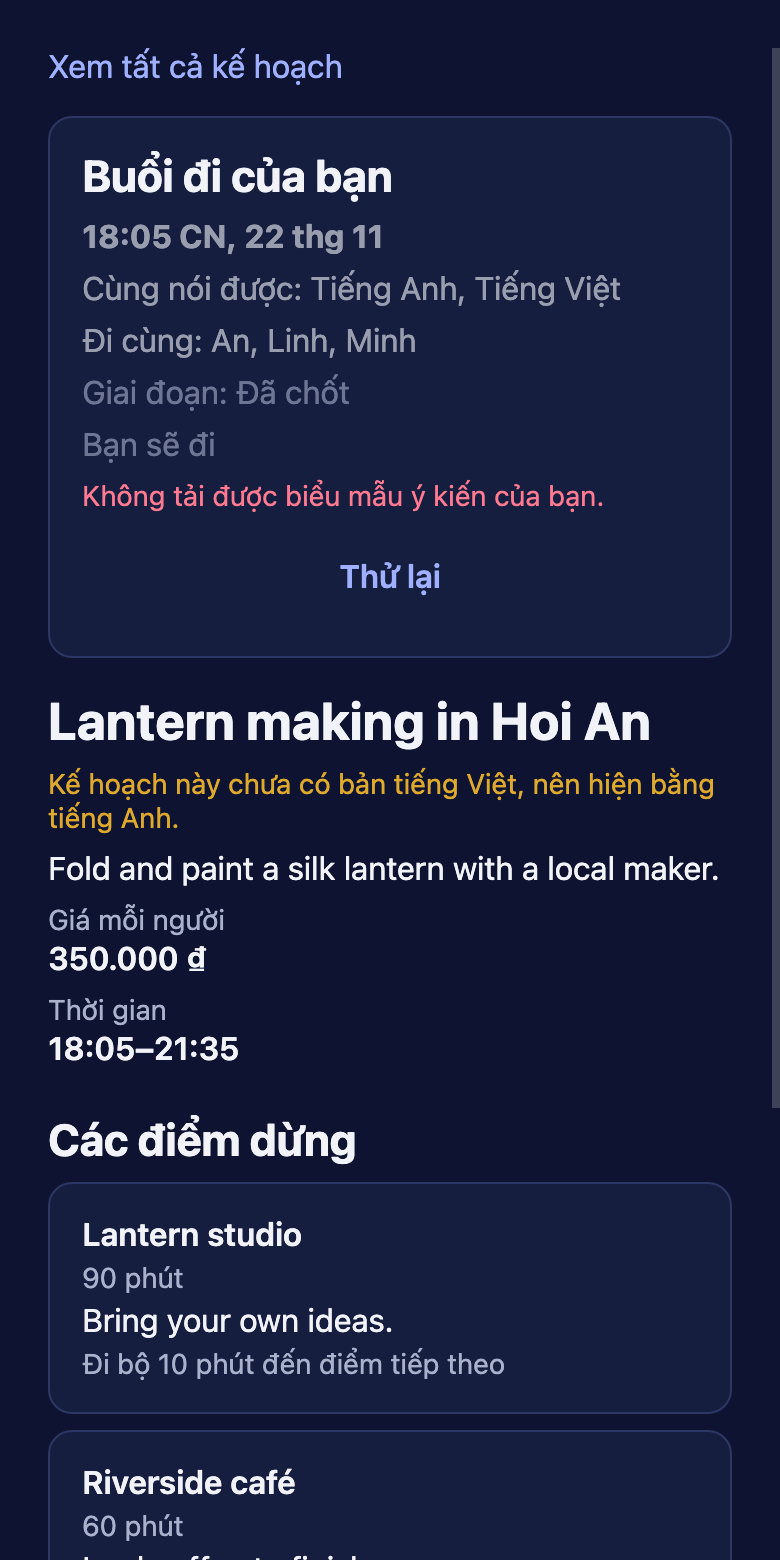 Xem tất cả kế hoạch
Buổi đi của bạn
18:05 CN, 22 thg 11
Cùng nói được: Tiếng Anh, Tiếng Việt
Đi cùng: An, Linh, Minh
Giai đoạn: Đã chốt
Bạn sẽ đi
Không tải được biểu mẫu ý kiến của bạn.
Thử lại
Lantern making in Hoi An
Kế hoạch này chưa có bản tiếng Việt, nên hiện bằng
tiếng Anh.
Fold and paint a silk lantern with a local maker.
Giá mỗi người
350.000 ₫
Thời gian
18:05–21:35
Các điểm dừng
Lantern studio
90 phút
Bring your own ideas.
Đi bộ 10 phút đến điểm tiếp theo
Riverside café
60 phút